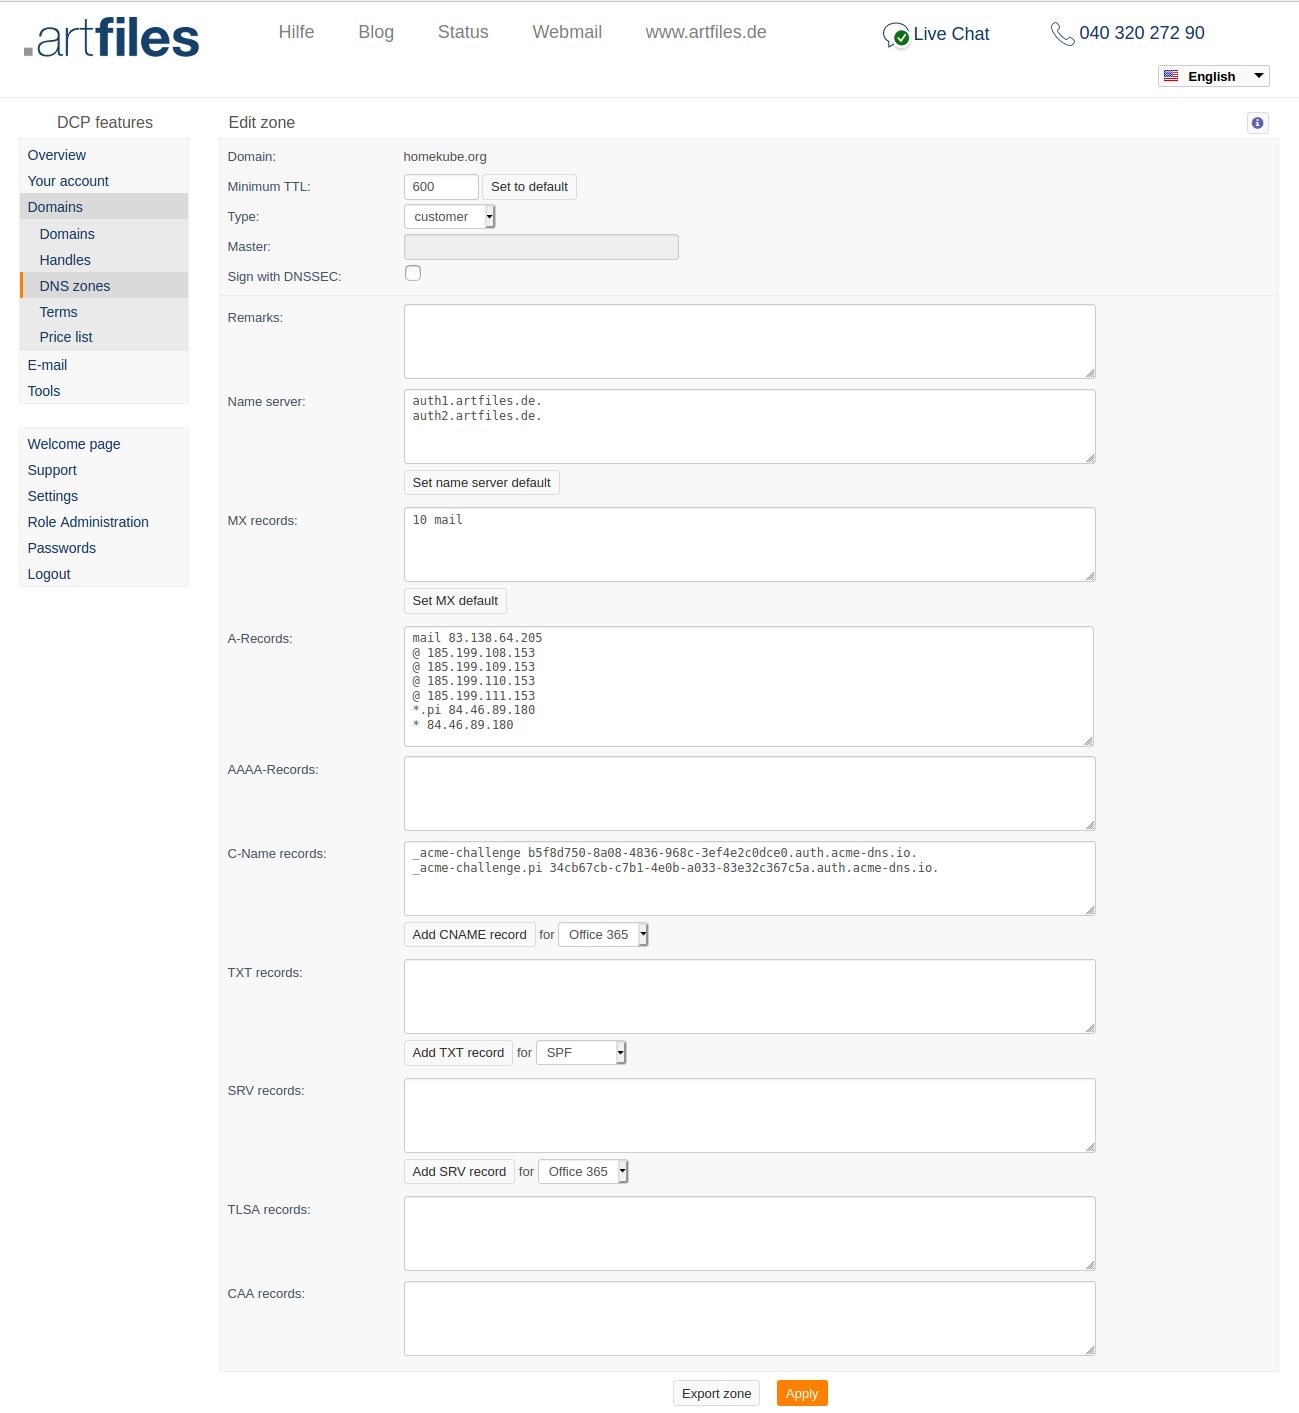 .artfiles
Hilfe Blog Status Webmail www.artfiles.de
Live Chat 040 320 272 90
English
DCP features
Overview
Your account
Domains
Domains
Handles
DNS zones
Terms
Price list
E-mail
Tools
Welcome page
Support
Settings
Role Administration
Passwords
Logout
Edit zone
Domain: homekube.org
Minimum TTL: 600 Set to default
Type: customer
Master:
Sign with DNSSEC:
Remarks:
Name server: auth1.artfiles.de.
auth2.artfiles.de.
Set name server default
MX records: 10 mail
Set MX default
A-Records: mail 83.138.64.205
@ 185.199.108.153
@ 185.199.109.153
@ 185.199.110.153
@ 185.199.111.153
*.pi 84.46.89.180
* 84.46.89.180
AAAA-Records:
C-Name records: _acme-challenge b5f8d750-8a08-4836-968c-3ef4e2c0dce0.auth.acme-dns.io.
_acme-challenge.pi 34cb67cb-c7b1-4e0b-a033-83e32c367c5a.auth.acme-dns.io.
Add CNAME record for Office 365
TXT records:
Add TXT record for SPF
SRV records:
Add SRV record for Office 365
TLSA records:
CAA records:
Export zone Apply